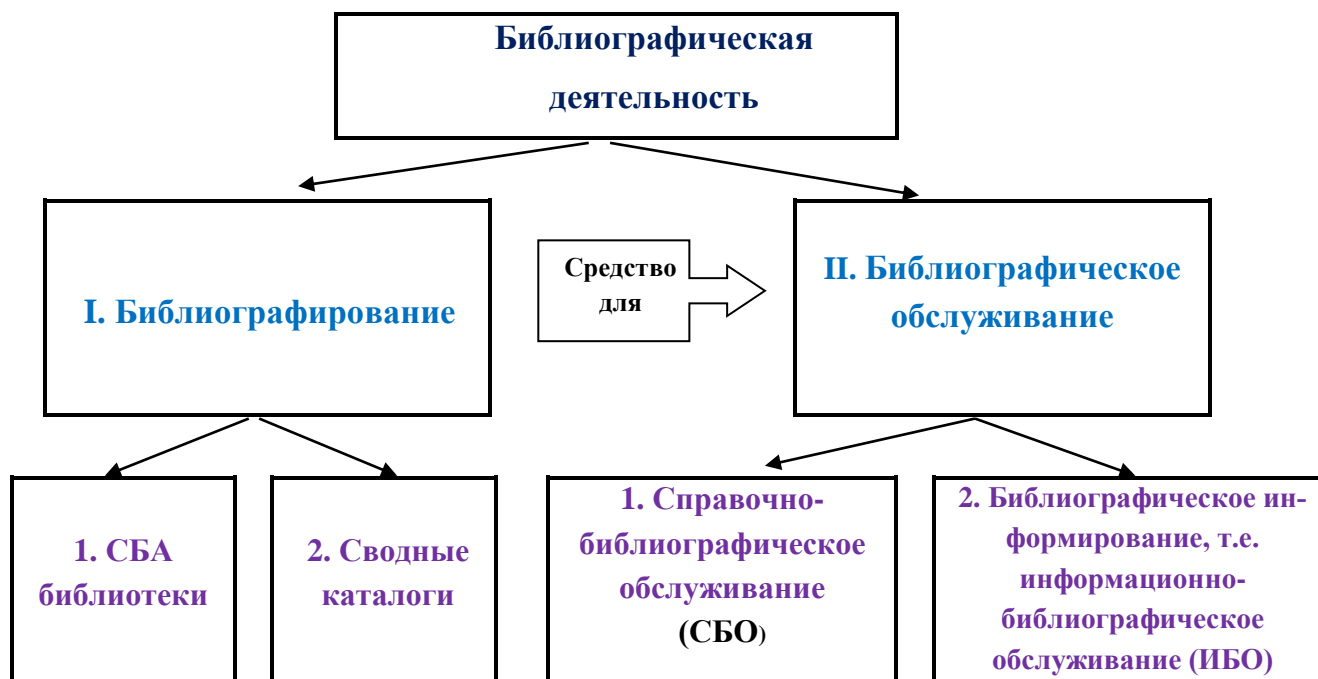 Библиографическая
деятельность
I. Библиографирование
Средство
для
II. Библиографическое
обслуживание
1. СБА
библиотеки
2. Сводные
каталоги
1. Справочно-
библиографическое
обслуживание
(СБО)
2. Библиографическое ин-
формирование, т.е.
информационно-
библиографическое
обслуживание (ИБО)